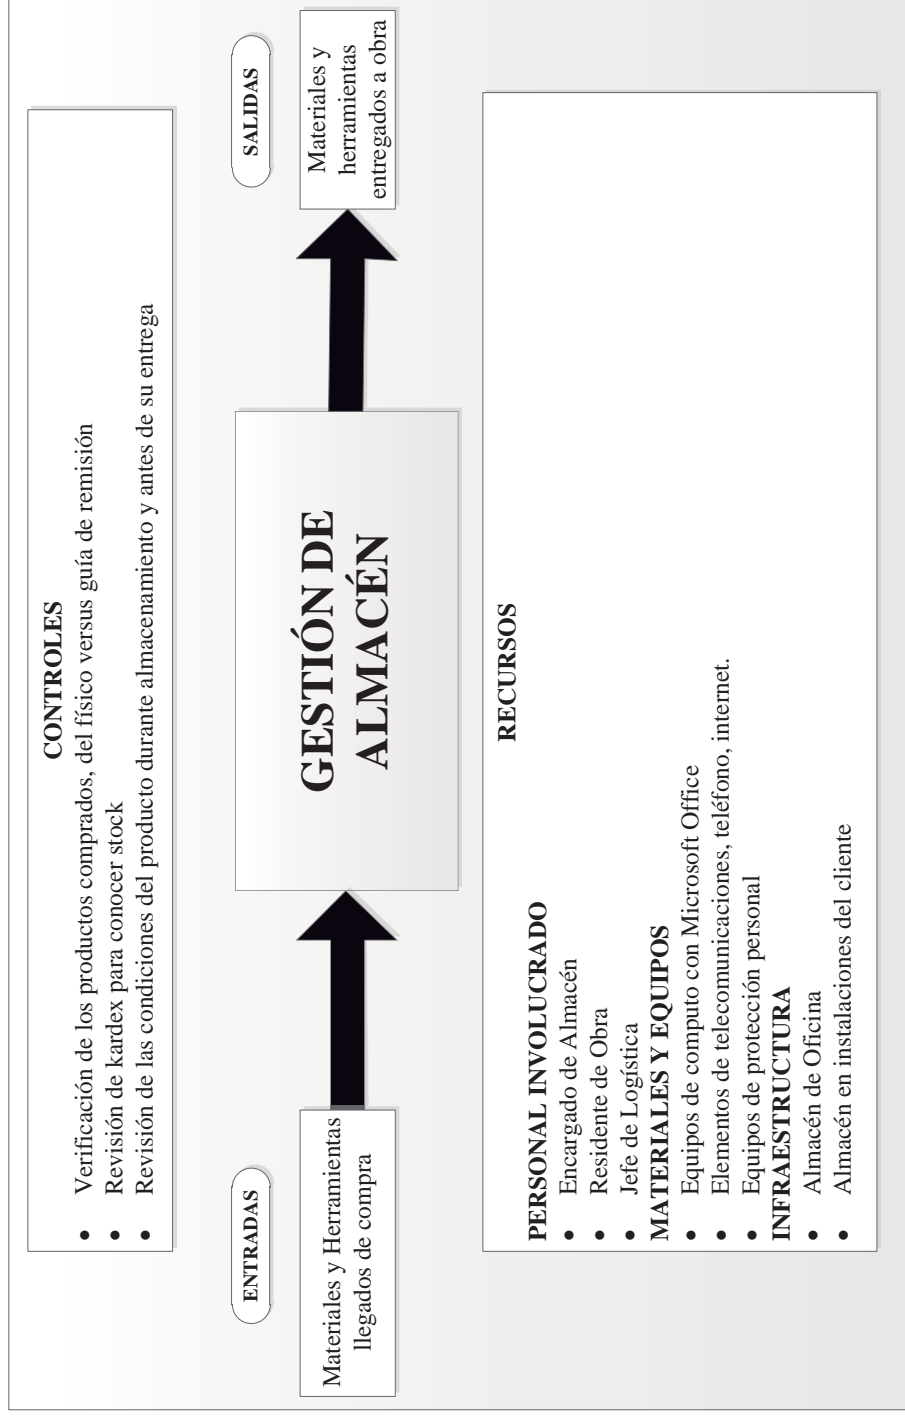 CONTROLES
• Verificación de los productos comprados, del físico versus guía de remisión
• Revisión de kardex para conocer stock
• Revisión de las condiciones del producto durante almacenamiento y antes de su entrega
ENTRADAS
Materiales y Herramientas
llegados de compra
GESTIÓN DE
ALMACÉN
SALIDAS
Materiales y
herramientas
entregados a obra
RECURSOS
PERSONAL INVOLUCRADO
• Encargado de Almacén
• Residente de Obra
• Jefe de Logística
MATERIALES Y EQUIPOS
• Equipos de computo con Microsoft Office
• Elementos de telecomunicaciones, teléfono, internet.
• Equipos de protección personal
INFRAESTRUCTURA
• Almacén de Oficina
• Almacén en instalaciones del cliente